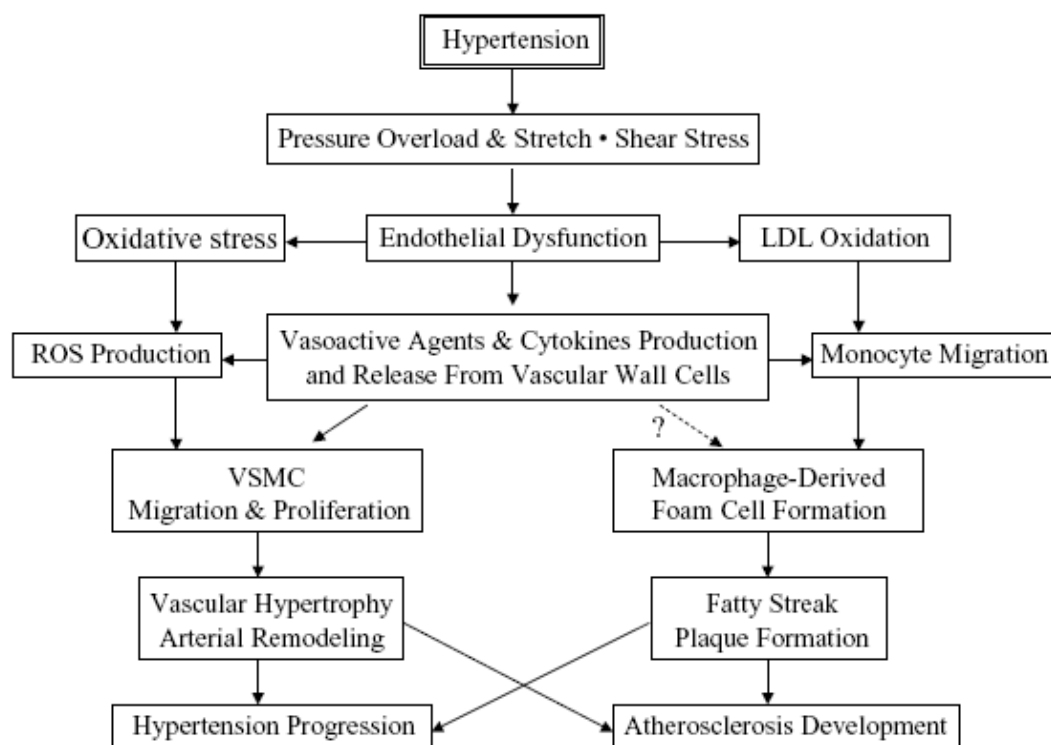 Hypertension
Pressure Overload & Stretch • Shear Stress
Oxidative stress
Endothelial Dysfunction
LDL Oxidation
ROS Production
Vasoactive Agents & Cytokines Production
and Release From Vascular Wall Cells
Monocyte Migration
?
VSMC
Migration & Proliferation
Macrophage-Derived
Foam Cell Formation
Vascular Hypertrophy
Arterial Remodeling
Fatty Streak
Plaque Formation
Hypertension Progression
Atherosclerosis Development